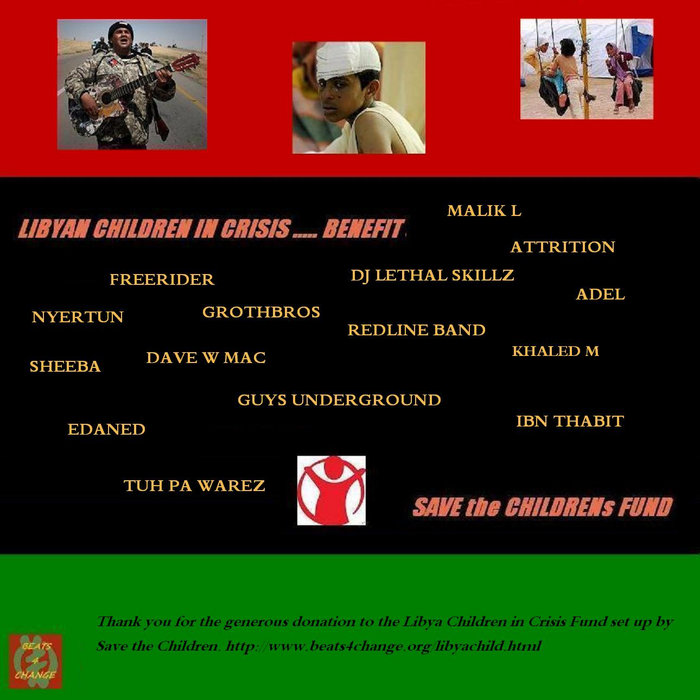 MALIK L
LIBYAN CHILDREN IN CRISIS ..... BENEFIT
ATTRITION
FREERIDER
DJ LETHAL SKILLZ
ADEL
NYERTUN
GROTHBROS
REDLINE BAND
SHEEBA
DAVE W MAC
KHALED M
GUYS UNDERGROUND
EDANED
IBN THABIT
TUH PA WAREZ
SAVE the CHILDRENs FUND
Thank you for the generous donation to the Libya Children in Crisis Fund set up by
Save the Children. http://www.beats4change.org/libyachild.html
BEATS
4
CHANGE